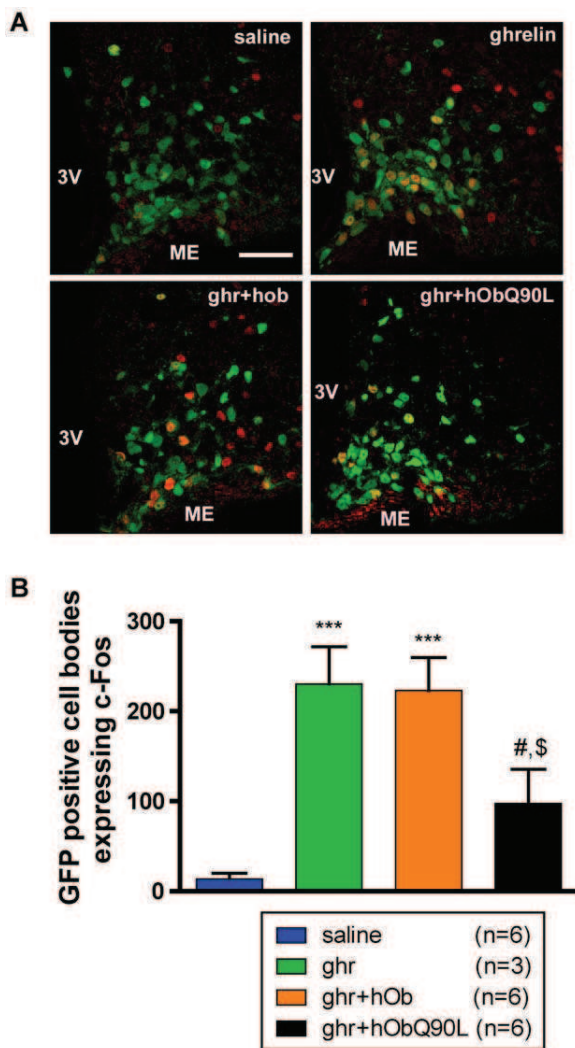 A
saline
ghrelin
3V
3V
ME
ME
ghr+hob
ghr+hObQ90L
3V
3V
ME
ME
B
GFP positive cell bodies
expressing c-Fos
300
200
100
0
***
***
#,$
saline (n=6)
ghr (n=3)
ghr+hOb (n=6)
ghr+hObQ90L (n=6)